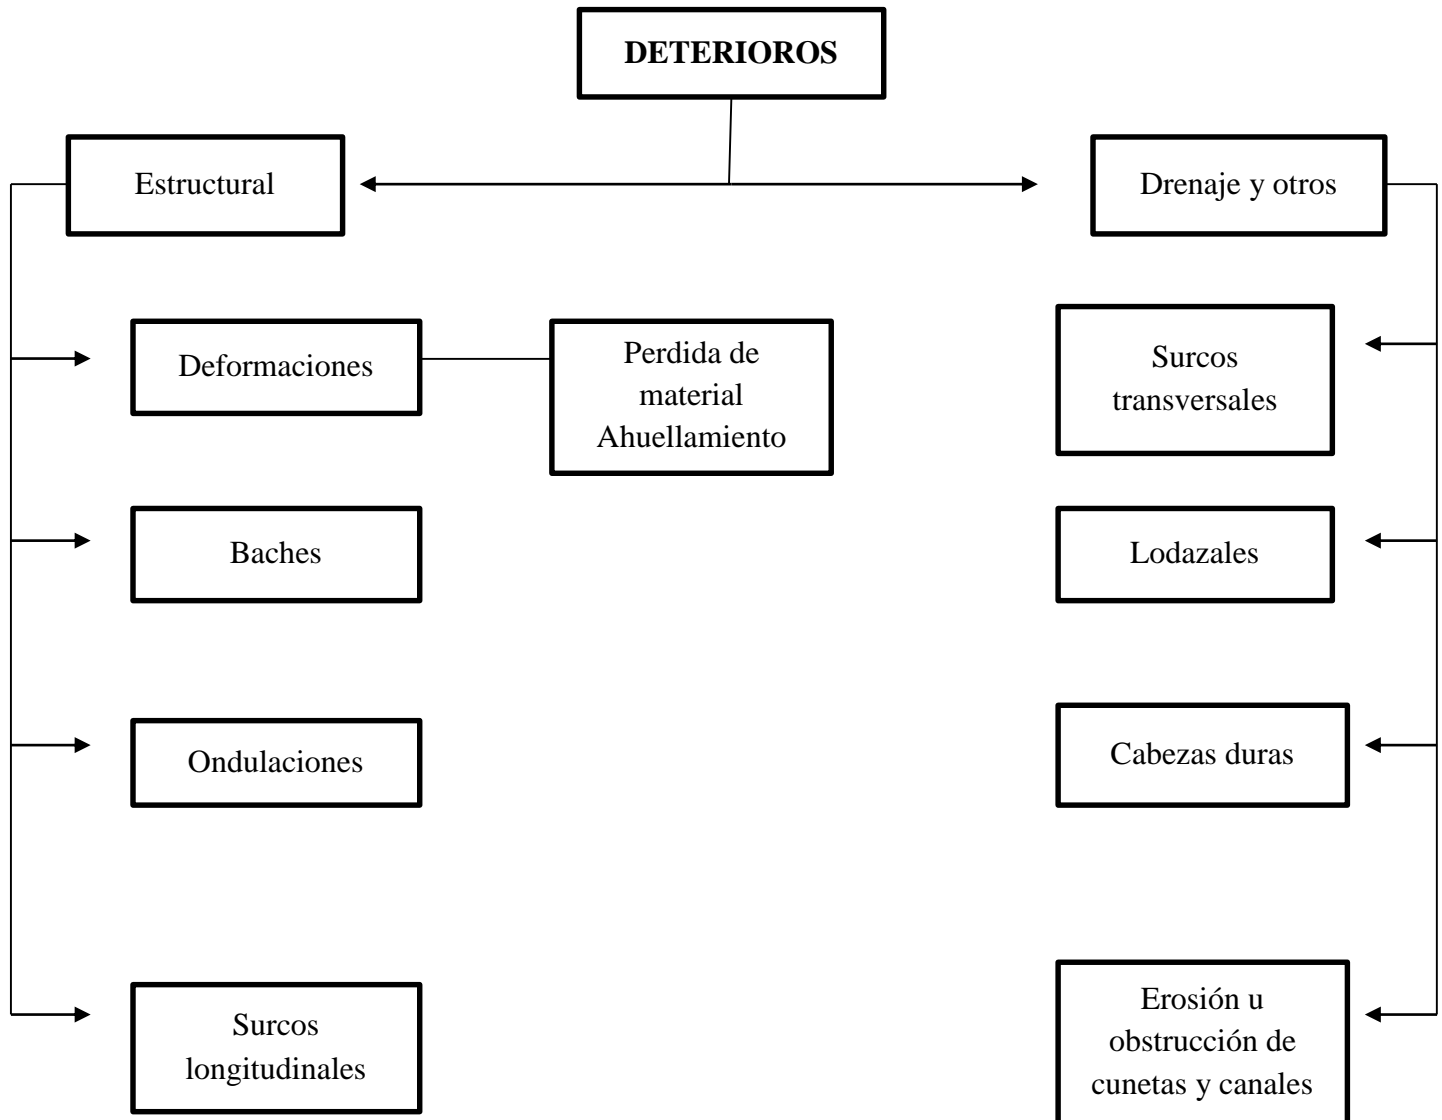 DETERIOROS
Estructural
Drenaje y otros
Deformaciones
Perdida de
material
Ahuellamiento
Surcos
transversales
Baches
Lodazales
Ondulaciones
Cabezas duras
Surcos
longitudinales
Erosión u
obstrucción de
cunetas y canales